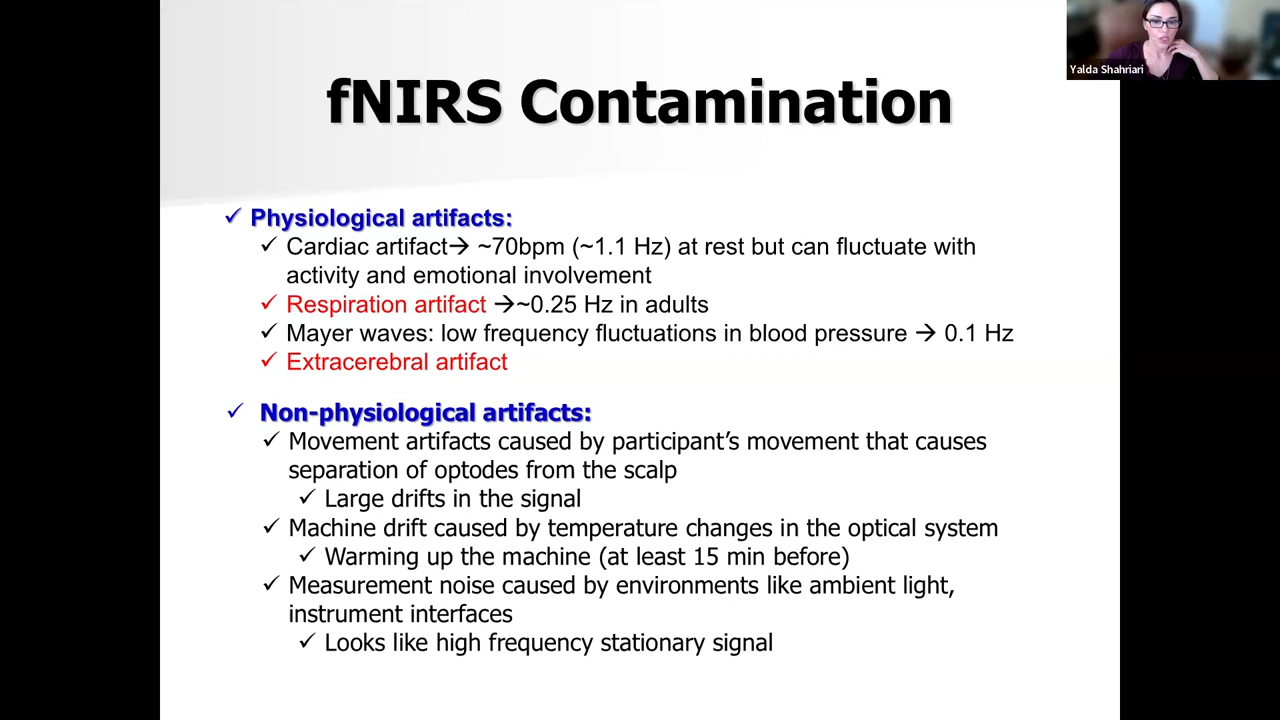 Yalda Shahriari
fNIRS Contamination
✓ Physiological artifacts:
✓ Cardiac artifact→ ~70bpm (~1.1 Hz) at rest but can fluctuate with
activity and emotional involvement
✓ Respiration artifact →~0.25 Hz in adults
✓ Mayer waves: low frequency fluctuations in blood pressure → 0.1 Hz
✓ Extracerebral artifact
✓ Non-physiological artifacts:
✓ Movement artifacts caused by participant’s movement that causes
separation of optodes from the scalp
✓ Large drifts in the signal
✓ Machine drift caused by temperature changes in the optical system
✓ Warming up the machine (at least 15 min before)
✓ Measurement noise caused by environments like ambient light,
instrument interfaces
✓ Looks like high frequency stationary signal